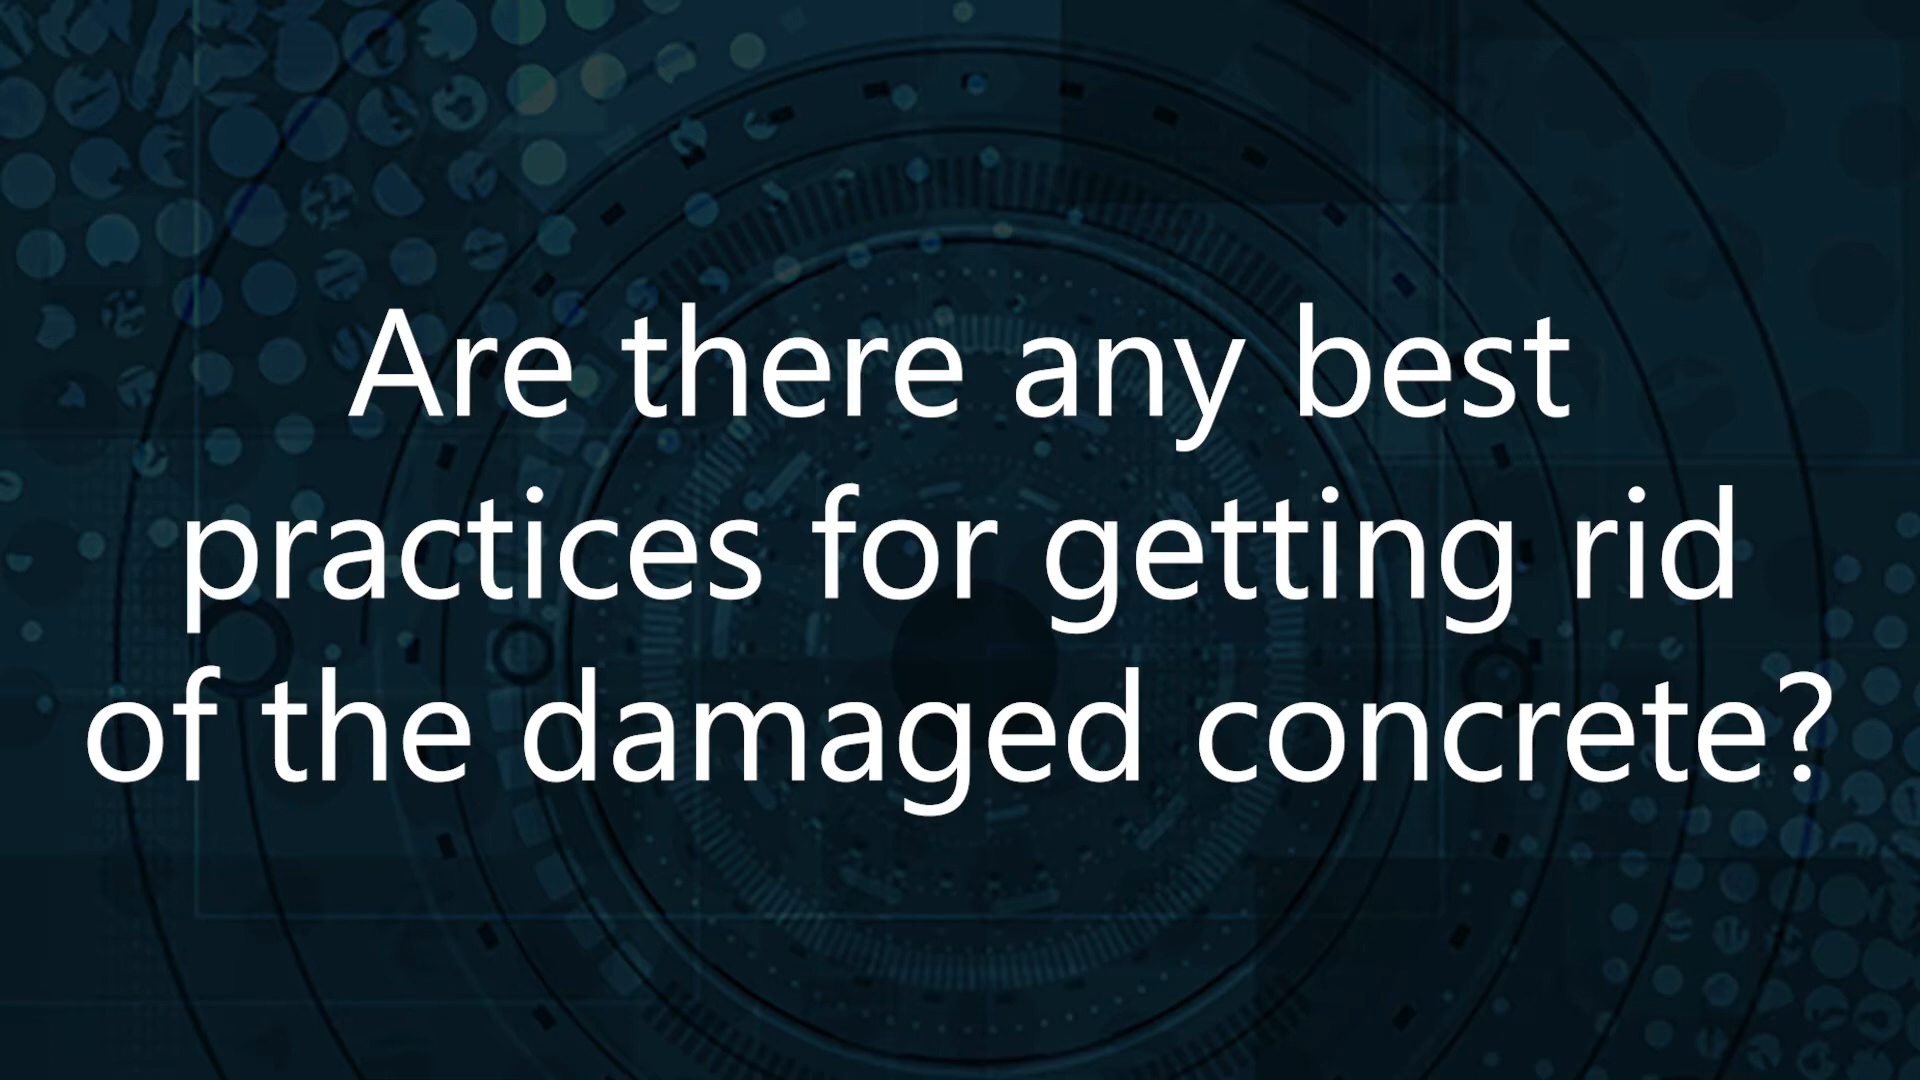 Are there any best
practices for getting rid
of the damaged concrete?